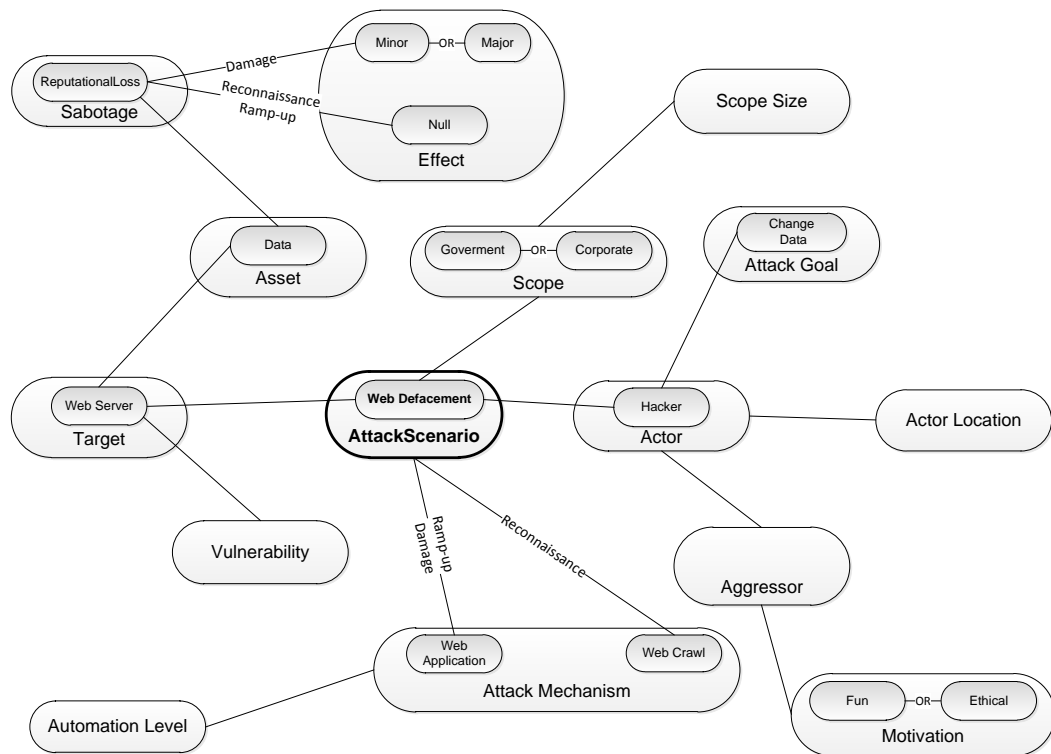 Minor
OR
Major
Damage
ReputationalLoss
Sabotage
Reconnaissance
Ramp-up
Null
Effect
Scope Size
Data
Asset
Goverment
OR
Corporate
Scope
Change
Data
Attack Goal
Web Server
Target
Web Defacement
AttackScenario
Hacker
Actor
Actor Location
Ramp-up
Damage
Reconnaissance
Vulnerability
Aggressor
Web
Application
Web Crawl
Attack Mechanism
Automation Level
Fun
OR
Ethical
Motivation